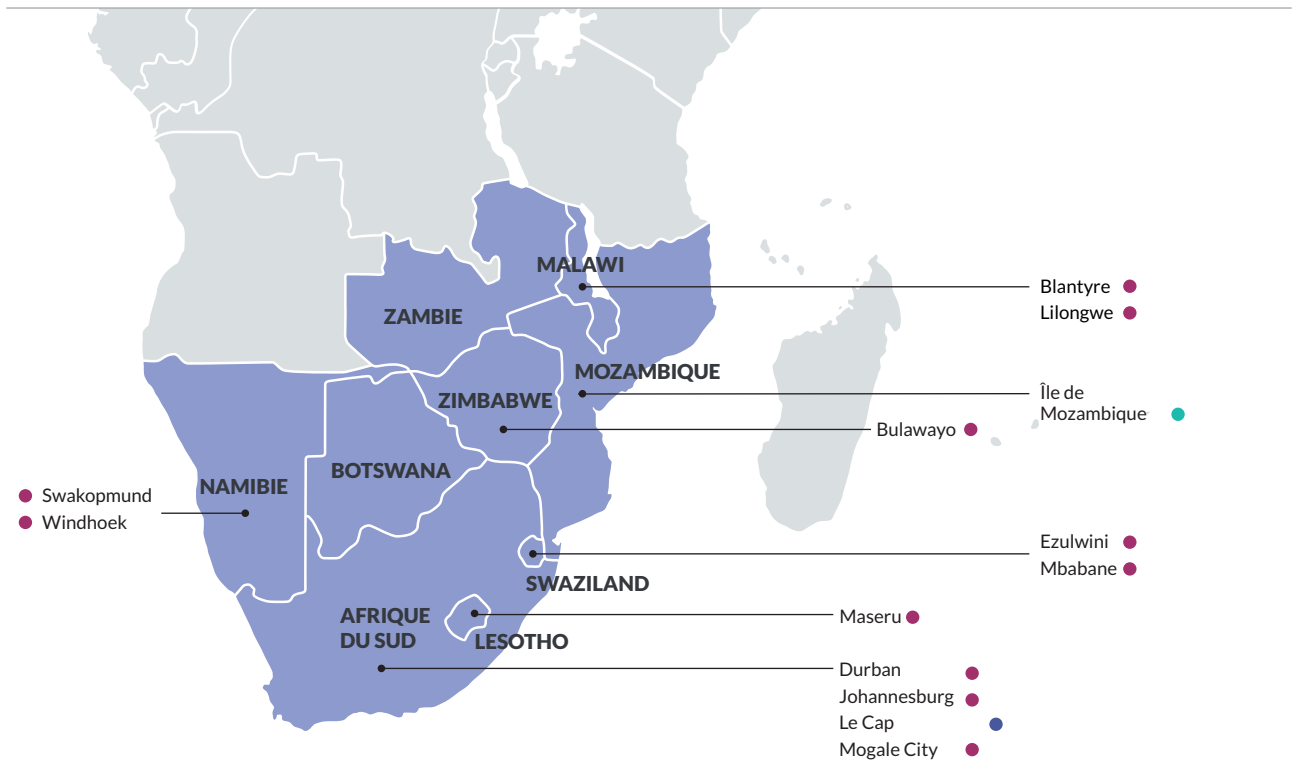 MALAWI
ZAMBIE
Blantyre
Lilongwe
MOZAMBIQUE
Île de
Mozambique
ZIMBABWE
Bulawayo
BOTSWANA
NAMIBIE
Swakopmund
Windhoek
Ezulwini
Mbabane
SWAZILAND
AFRIQUE
DU SUD
LESOTHO
Maseru
Durban
Johannesburg
Le Cap
Mogale City